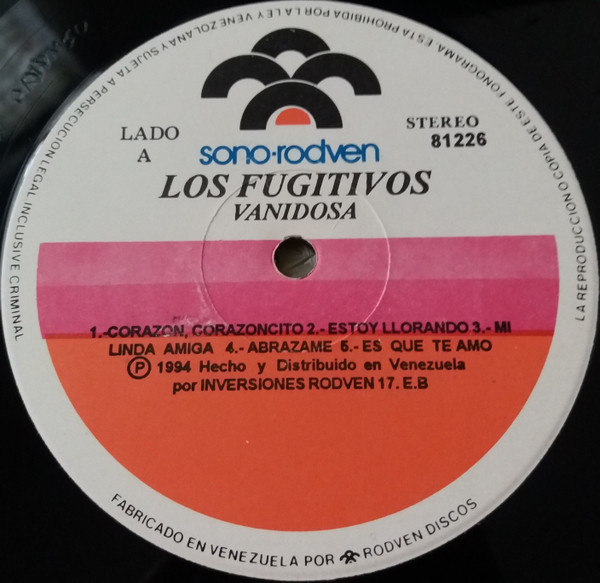 LADO
A
STEREO
81226
sono·rodven
LOS FUGITIVOS
VANIDOSA
1.-CORAZON, CORAZONCITO 2.- ESTOY LLORANDO 3.- MI
LINDA AMIGA 4.- ABRAZAME 5.- ES QUE TE AMO
Ⓟ 1994 Hecho y Distribuido en Venezuela
por INVERSIONES RODVEN 17. E.B
FABRICADO EN VENEZUELA POR RODVEN DISCOS
LA REPRODUCCION O COPIA DE ESTE FONOGRAMA, ESTA PROHIBIDA POR LA LEY VENEZOLANA Y SUJETA A PERSECUCION LEGAL INCLUSIVE CRIMINAL